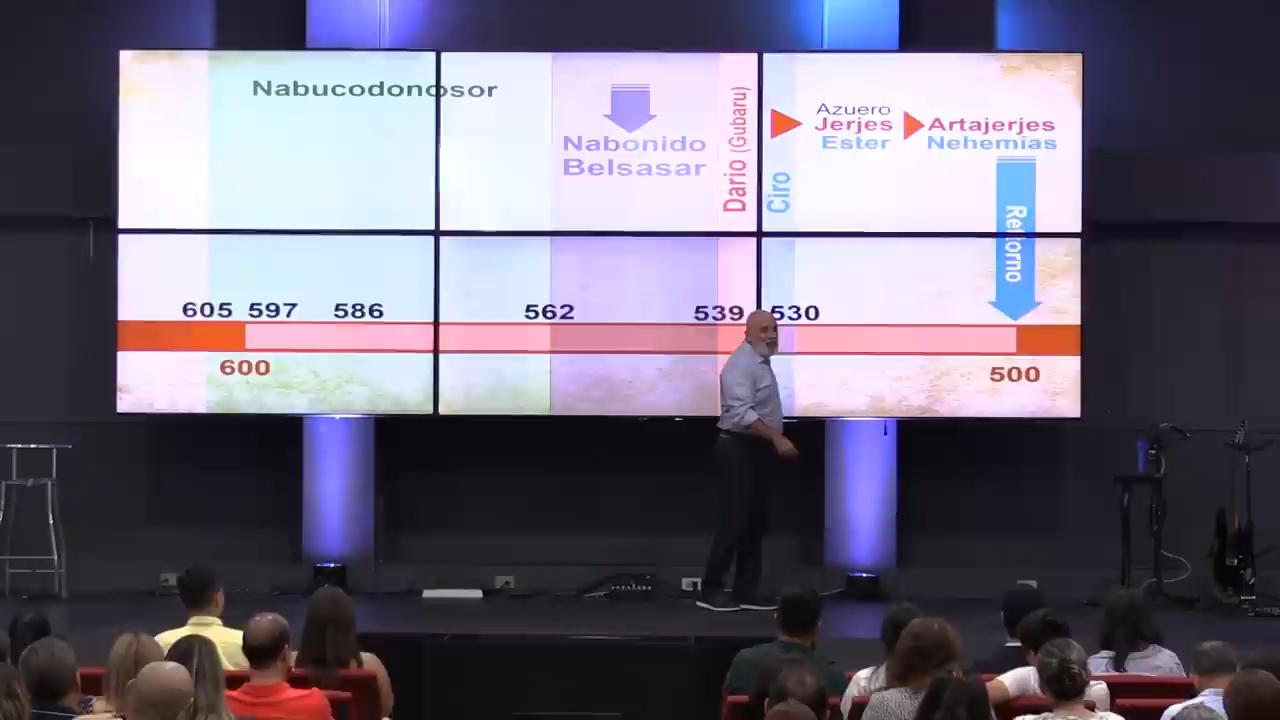 Nabucodonosor
Nabonido
Belsasar
Dario (Gubaru)
Ciro
Azuero
Jerjes
Ester
Artajerjes
Nehemías
Retorno
605 597 586 562 539 530
600 500